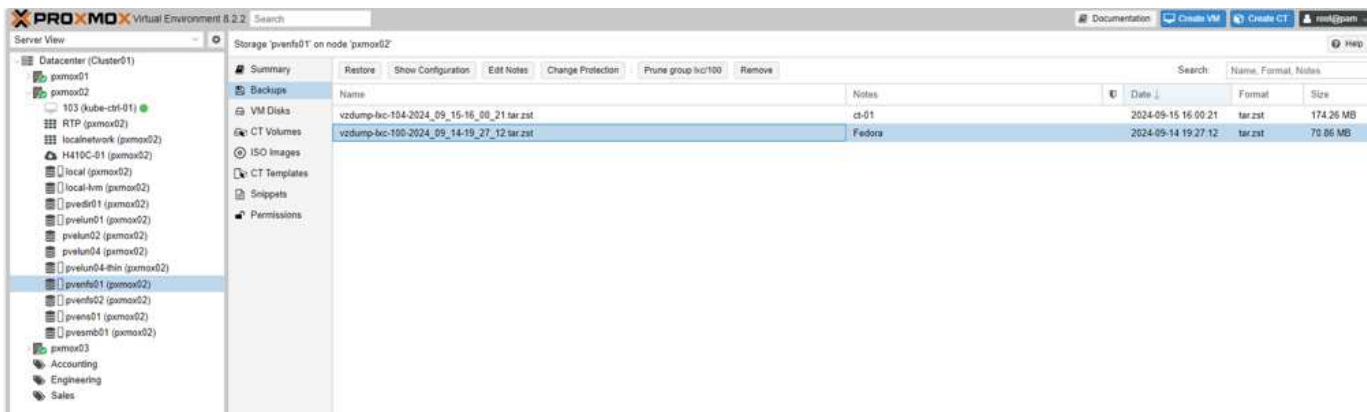 PROXMOX Virtual Environment 8.2.2 Search
Documentation Create VM Create CT root@pam
Server View
Datacenter (Cluster01)
pxmox01
pxmox02
103 (kube-ctrl-01)
RTP (pxmox02)
localnetwork (pxmox02)
H410C-01 (pxmox02)
local (pxmox02)
local-lvm (pxmox02)
pvedir01 (pxmox02)
pvelun01 (pxmox02)
pvelun02 (pxmox02)
pvelun04 (pxmox02)
pvelun04-thin (pxmox02)
pvenfs01 (pxmox02)
pvenfs02 (pxmox02)
pvens01 (pxmox02)
pvesmb01 (pxmox02)
pxmox03
Accounting
Engineering
Sales
Storage 'pvenfs01' on node 'pxmox02'
Help
Summary
Backups
VM Disks
CT Volumes
ISO Images
CT Templates
Snippets
Permissions
Restore Show Configuration Edit Notes Change Protection Prune group lxc/100 Remove Search: Name, Format, Notes
Name Notes Date Format Size
vzdump-lxc-104-2024_09_15-16_00_21.tar.zst ct-01 2024-09-15 16:00:21 tar.zst 174.26 MB
vzdump-lxc-100-2024_09_14-19_27_12.tar.zst Fedora 2024-09-14 19:27:12 tar.zst 70.86 MB